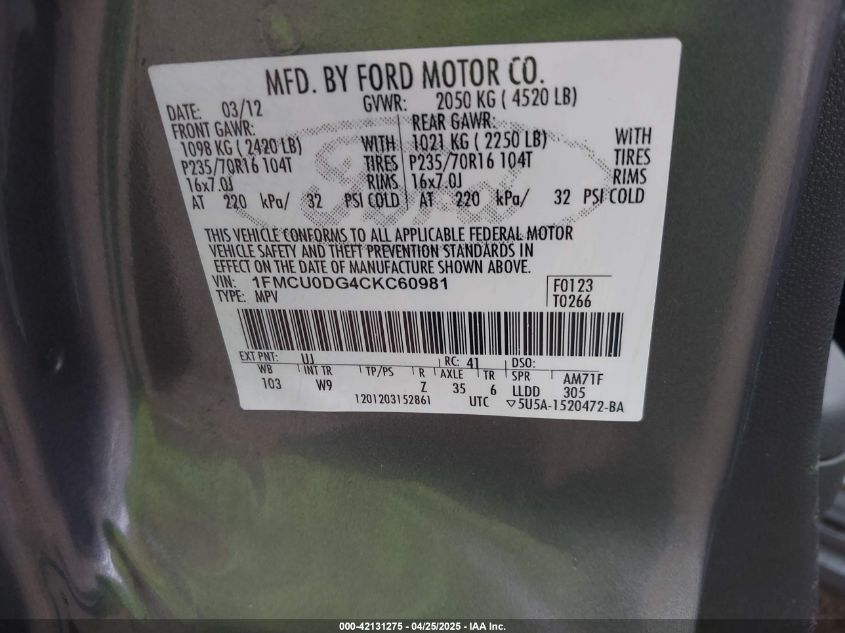 MFD. BY FORD MOTOR CO.
DATE: 03/12 GVWR: 2050 KG ( 4520 LB)
FRONT GAWR: REAR GAWR:
1098 KG ( 2420 LB) WITH 1021 KG ( 2250 LB) WITH
P235/70R16 104T TIRES P235/70R16 104T TIRES
16x7.0J RIMS 16x7.0J RIMS
AT 220 kPa/ 32 PSI COLD AT 220 kPa/ 32 PSI COLD
Ford
THIS VEHICLE CONFORMS TO ALL APPLICABLE FEDERAL MOTOR
VEHICLE SAFETY AND THEFT PREVENTION STANDARDS IN
EFFECT ON THE DATE OF MANUFACTURE SHOWN ABOVE.
VIN: 1FMCU0DG4CKC60981 F0123
TYPE: MPV T0266
EXT PNT: UJ RC: 41 DSO:
WB INT TR TP/PS R AXLE TR SPR AM71F
103 W9 Z 35 6 LLDD 305
1201203152861 UTC ▽5U5A-1520472-BA
000-42131275 - 04/25/2025 - IAA Inc.